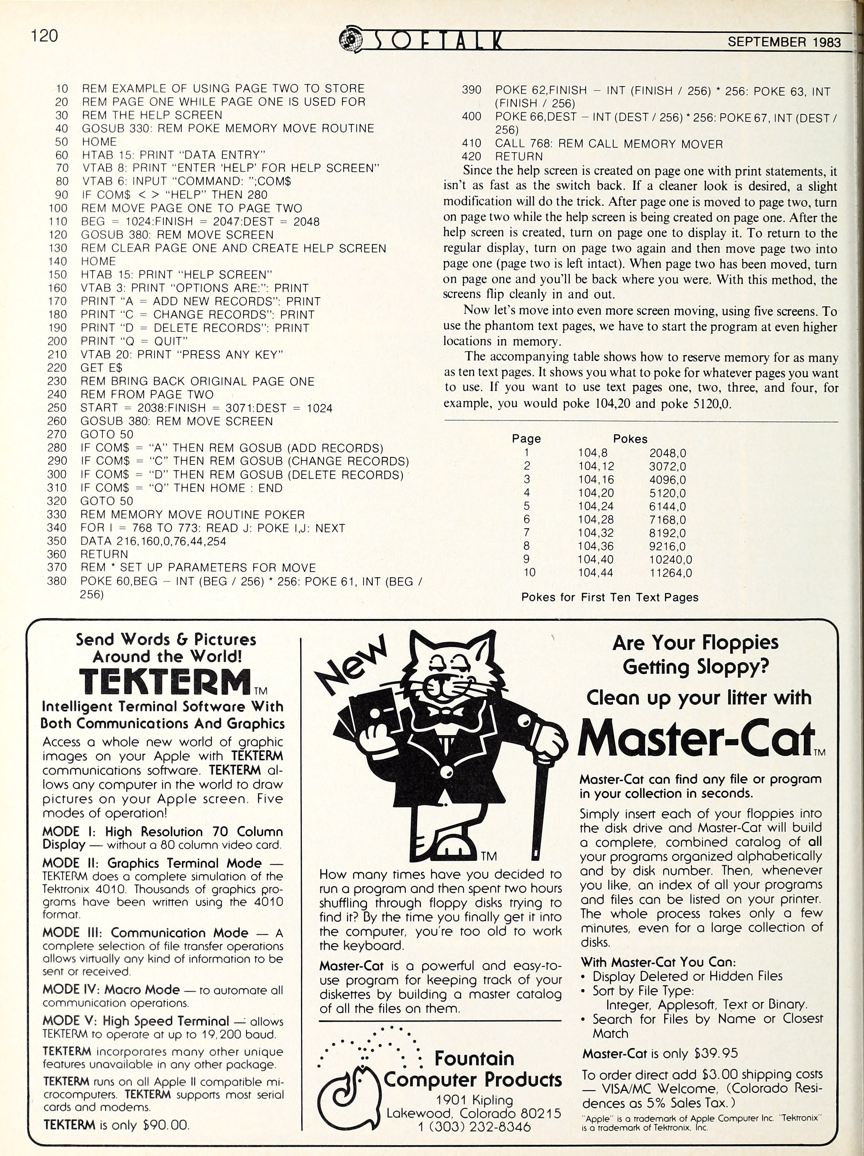 120
SOFTALK
SEPTEMBER 1983
10 REM EXAMPLE OF USING PAGE TWO TO STORE
20 REM PAGE ONE WHILE PAGE ONE IS USED FOR
30 REM THE HELP SCREEN
40 GOSUB 330: REM POKE MEMORY MOVE ROUTINE
50 HOME
60 HTAB 15: PRINT "DATA ENTRY"
70 VTAB 8: PRINT "ENTER 'HELP' FOR HELP SCREEN"
80 VTAB 6: INPUT "COMMAND: ";COM$
90 IF COM$ < > "HELP" THEN 280
100 REM MOVE PAGE ONE TO PAGE TWO
110 BEG = 1024:FINISH = 2047:DEST = 2048
120 GOSUB 380: REM MOVE SCREEN
130 REM CLEAR PAGE ONE AND CREATE HELP SCREEN
140 HOME
150 HTAB 15: PRINT "HELP SCREEN"
160 VTAB 3: PRINT "OPTIONS ARE:": PRINT
170 PRINT "A = ADD NEW RECORDS": PRINT
180 PRINT "C = CHANGE RECORDS": PRINT
190 PRINT "D = DELETE RECORDS": PRINT
200 PRINT "Q = QUIT"
210 VTAB 20: PRINT "PRESS ANY KEY"
220 GET E$
230 REM BRING BACK ORIGINAL PAGE ONE
240 REM FROM PAGE TWO
250 START = 2038:FINISH = 3071:DEST = 1024
260 GOSUB 380: REM MOVE SCREEN
270 GOTO 50
280 IF COM$ = "A" THEN REM GOSUB (ADD RECORDS)
290 IF COM$ = "C" THEN REM GOSUB (CHANGE RECORDS)
300 IF COM$ = "D" THEN REM GOSUB (DELETE RECORDS)
310 IF COM$ = "Q" THEN HOME : END
320 GOTO 50
330 REM MEMORY MOVE ROUTINE POKER
340 FOR I = 768 TO 773: READ J: POKE I,J: NEXT
350 DATA 216,160,0,76,44,254
360 RETURN
370 REM * SET UP PARAMETERS FOR MOVE
380 POKE 60,BEG – INT (BEG / 256) * 256: POKE 61, INT (BEG /
256)
390 POKE 62,FINISH – INT (FINISH / 256) * 256: POKE 63, INT
(FINISH / 256)
400 POKE 66,DEST – INT (DEST / 256) * 256: POKE 67, INT (DEST /
256)
410 CALL 768: REM CALL MEMORY MOVER
420 RETURN
Since the help screen is created on page one with print statements, it
isn't as fast as the switch back. If a cleaner look is desired, a slight
modification will do the trick. After page one is moved to page two, turn
on page two while the help screen is being created on page one. After the
help screen is created, turn on page one to display it. To return to the
regular display, turn on page two again and then move page two into
page one (page two is left intact). When page two has been moved, turn
on page one and you'll be back where you were. With this method, the
screens flip cleanly in and out.
Now let's move into even more screen moving, using five screens. To
use the phantom text pages, we have to start the program at even higher
locations in memory.
The accompanying table shows how to reserve memory for as many
as ten text pages. It shows you what to poke for whatever pages you want
to use. If you want to use text pages one, two, three, and four, for
example, you would poke 104,20 and poke 5120,0.
Page Pokes
1 104,8 2048,0
2 104,12 3072,0
3 104,16 4096,0
4 104,20 5120,0
5 104,24 6144,0
6 104,28 7168,0
7 104,32 8192,0
8 104,36 9216,0
9 104,40 10240,0
10 104,44 11264,0
Pokes for First Ten Text Pages
Send Words & Pictures
Around the World!
TEKTERM TM
Intelligent Terminal Software With
Both Communications And Graphics
Access a whole new world of graphic
images on your Apple with TEKTERM
communications software. TEKTERM al-
lows any computer in the world to draw
pictures on your Apple screen. Five
modes of operation!
MODE I: High Resolution 70 Column
Display — without a 80 column video card.
MODE II: Graphics Terminal Mode —
TEKTERM does a complete simulation of the
Tektronix 4010. Thousands of graphics pro-
grams have been written using the 4010
format.
MODE III: Communication Mode — A
complete selection of file transfer operations
allows virtually any kind of information to be
sent or received.
MODE IV: Macro Mode — to automate all
communication operations.
MODE V: High Speed Terminal — allows
TEKTERM to operate at up to 19,200 baud.
TEKTERM incorporates many other unique
features unavailable in any other package.
TEKTERM runs on all Apple II compatible mi-
crocomputers. TEKTERM supports most serial
cards and modems.
TEKTERM is only $90.00.
New
TM
How many times have you decided to
run a program and then spent two hours
shuffling through floppy disks trying to
find it? By the time you finally get it into
the computer, you're too old to work
the keyboard.
Master-Cat is a powerful and easy-to-
use program for keeping track of your
diskettes by building a master catalog
of all the files on them.
Fountain
Computer Products
1901 Kipling
Lakewood, Colorado 80215
1 (303) 232-8346
Are Your Floppies
Getting Sloppy?
Clean up your litter with
Master-Cat TM
Master-Cat can find any file or program
in your collection in seconds.
Simply insert each of your floppies into
the disk drive and Master-Cat will build
a complete, combined catalog of all
your programs organized alphabetically
and by disk number. Then, whenever
you like, an index of all your programs
and files can be listed on your printer.
The whole process takes only a few
minutes, even for a large collection of
disks.
With Master-Cat You Can:
• Display Deleted or Hidden Files
• Sort by File Type:
Integer, Applesoft, Text or Binary.
• Search for Files by Name or Closest
Match
Master-Cat is only $39.95
To order direct add $3.00 shipping costs
— VISA/MC Welcome, (Colorado Resi-
dences as 5% Sales Tax.)
"Apple" is a trademark of Apple Computer Inc. "Tektronix"
is a trademark of Tektronix, Inc.